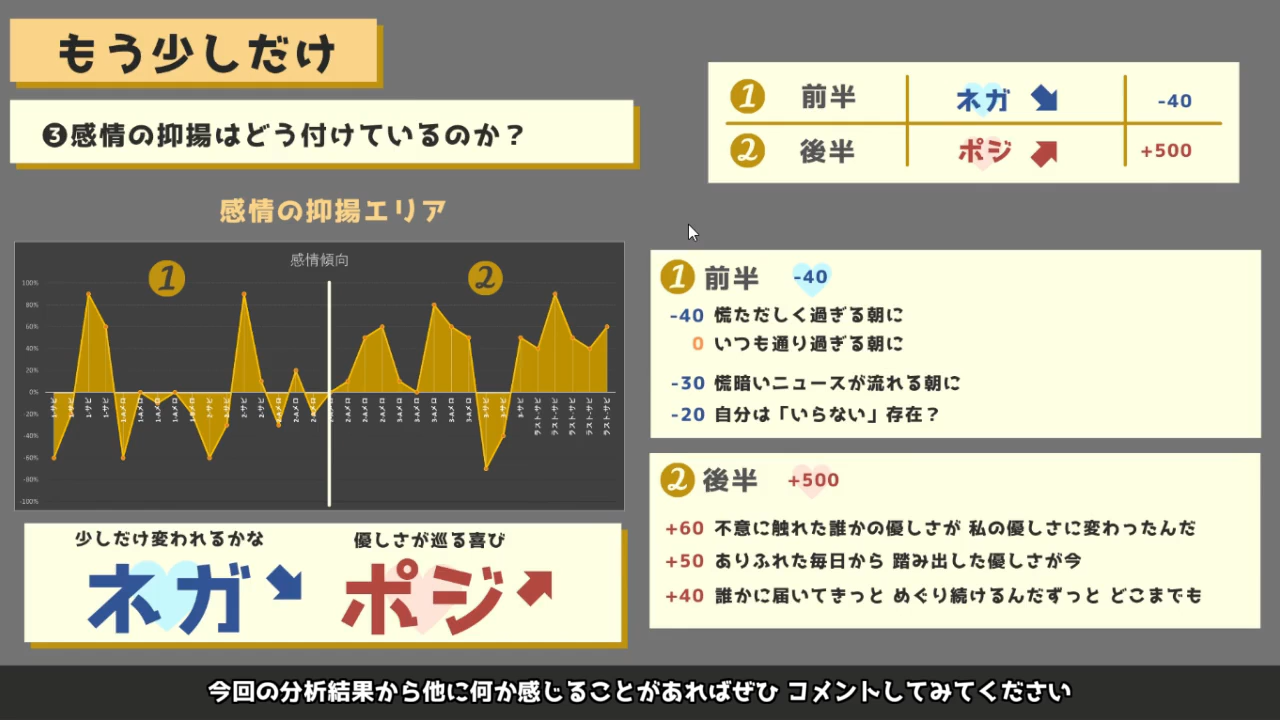 もう少しだけ
❸感情の抑揚はどう付けているのか？
1 前半 ネガ -40
2 後半 ポジ +500
感情の抑揚エリア
感情傾向
1 2
100%
80%
60%
40%
20%
0%
-20%
-40%
-60%
-80%
-100%
少しだけ変われるかな
ネガ
優しさが巡る喜び
ポジ
1 前半 -40
-40 慌ただしく過ぎる朝に
0 いつも通り過ぎる朝に
-30 慌暗いニュースが流れる朝に
-20 自分は「いらない」存在？
2 後半 +500
+60 不意に触れた誰かの優しさが 私の優しさに変わったんだ
+50 ありふれた毎日から 踏み出した優しさが今
+40 誰かに届いてきっと めぐり続けるんだずっと どこまでも
今回の分析結果から他に何か感じることがあればぜひ コメントしてみてください